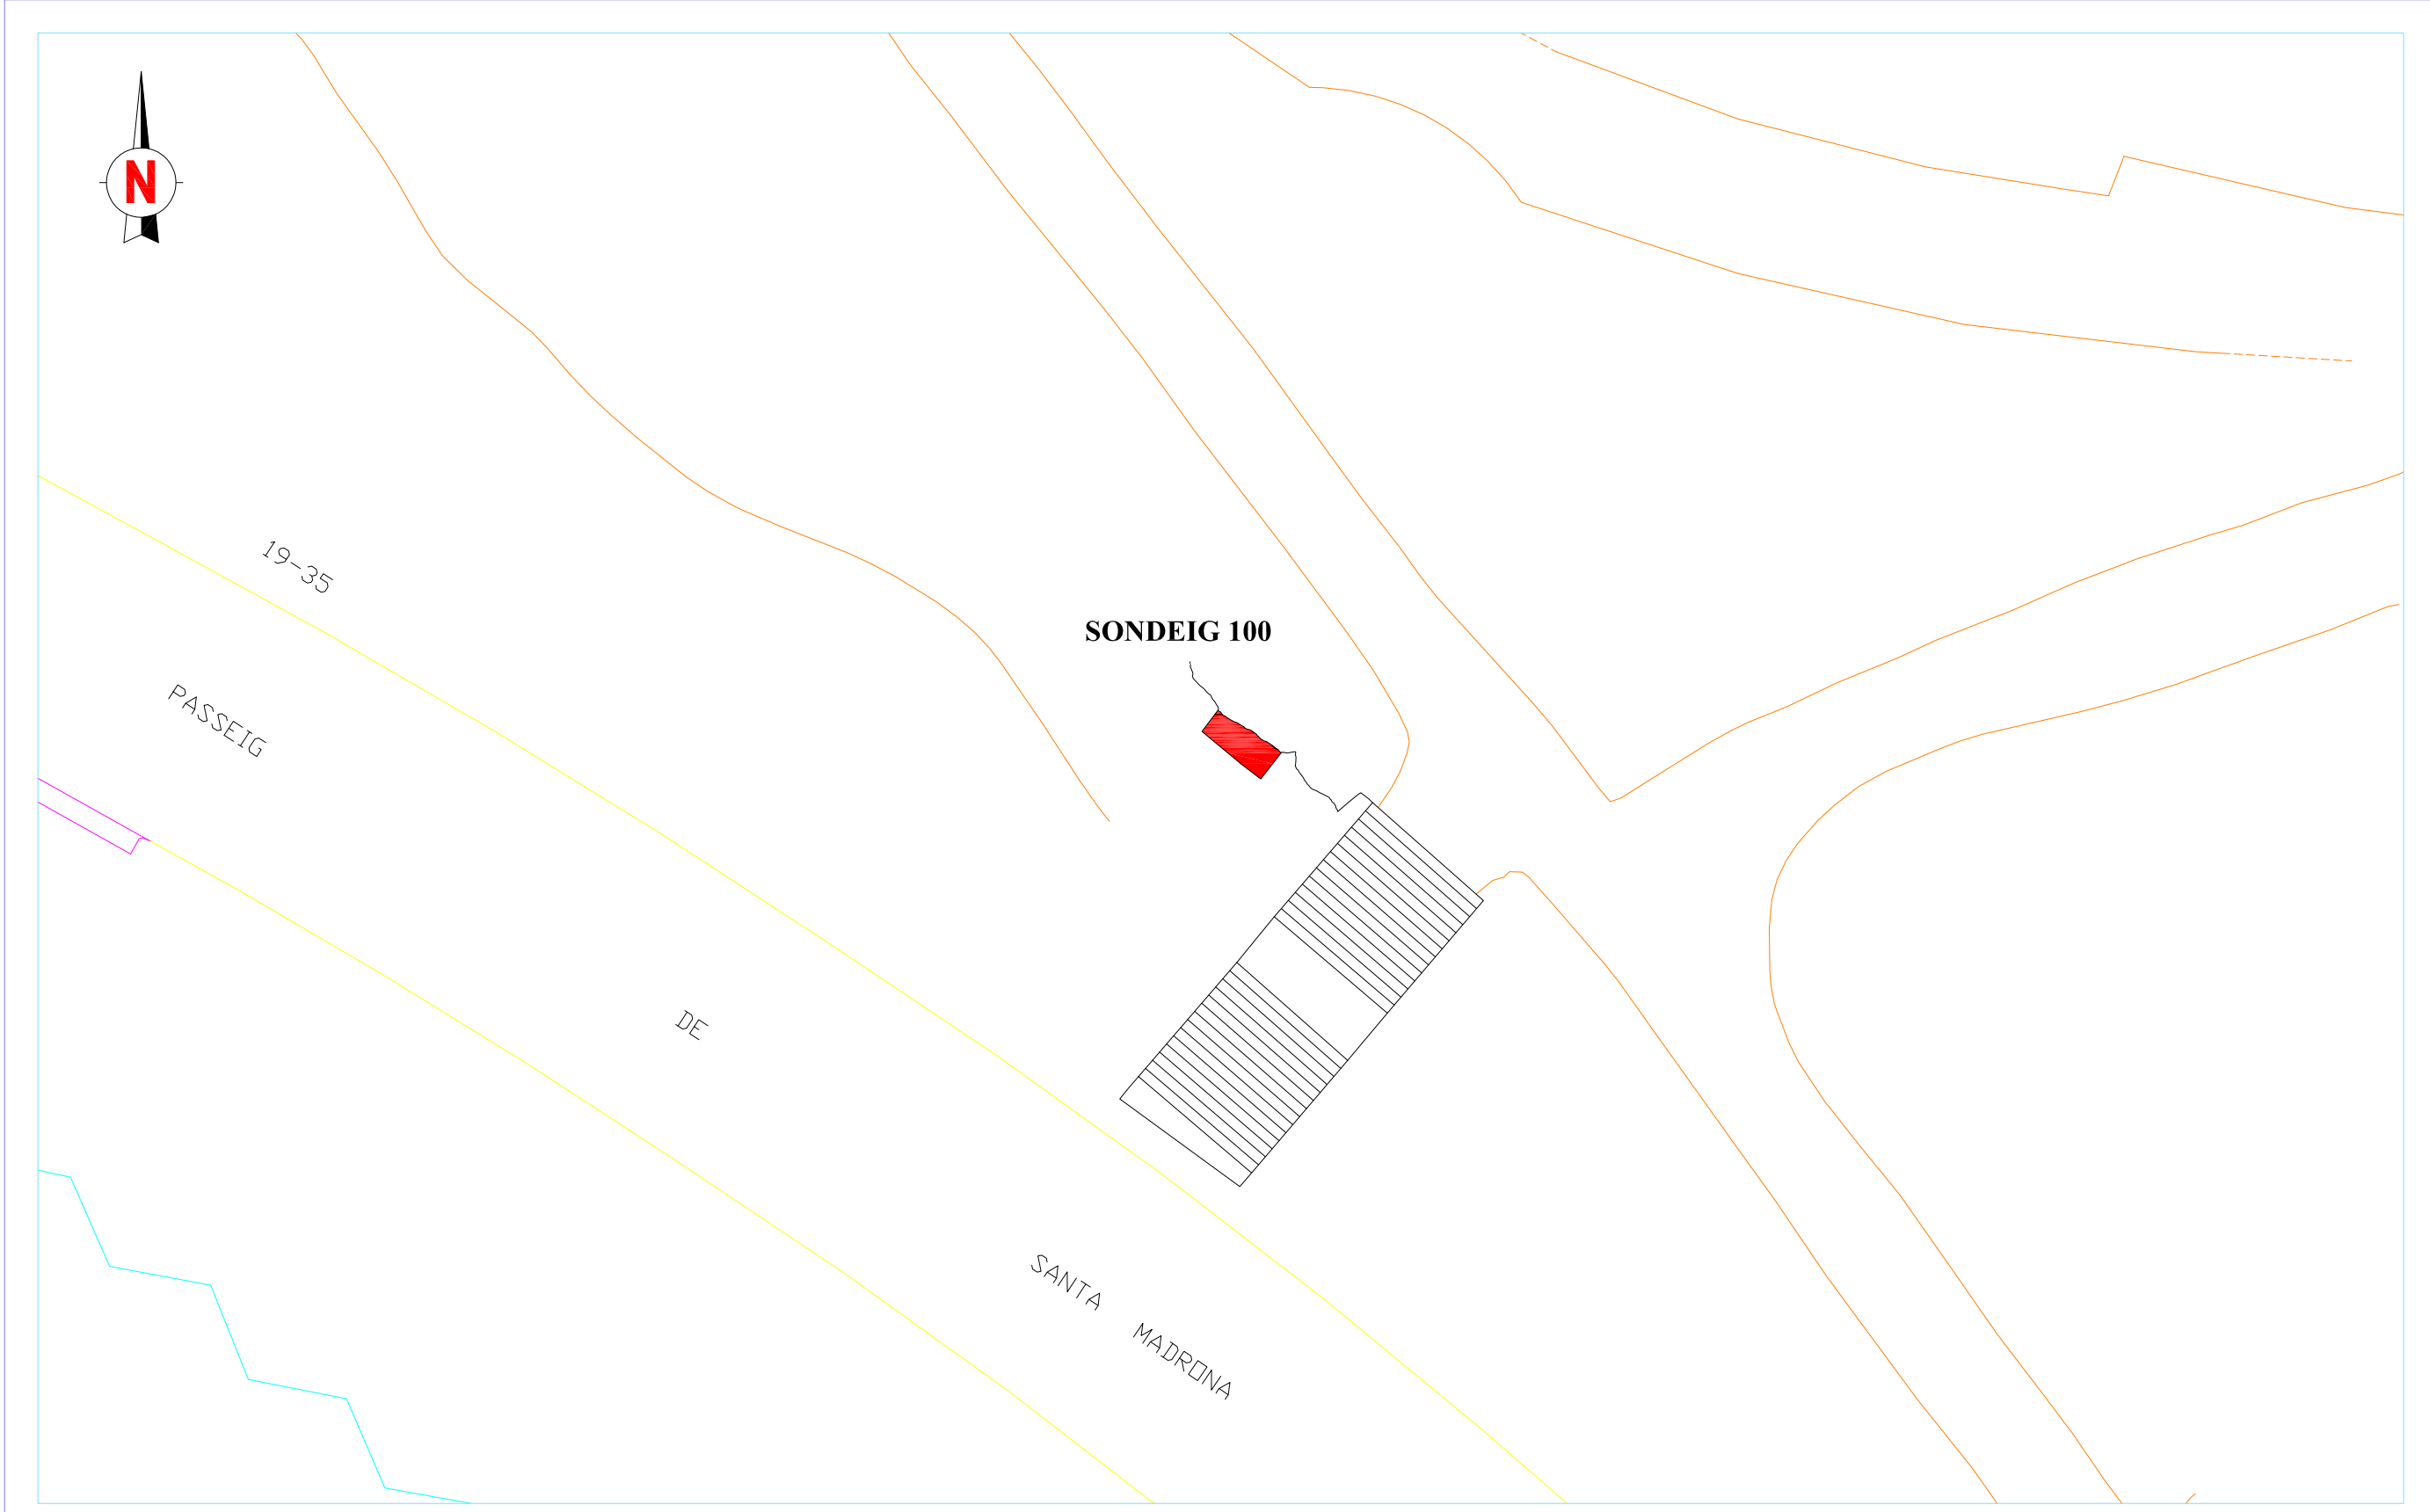 N
19-35
SONDEIG 100
PASSEIG
DE
SANTA MADRONA